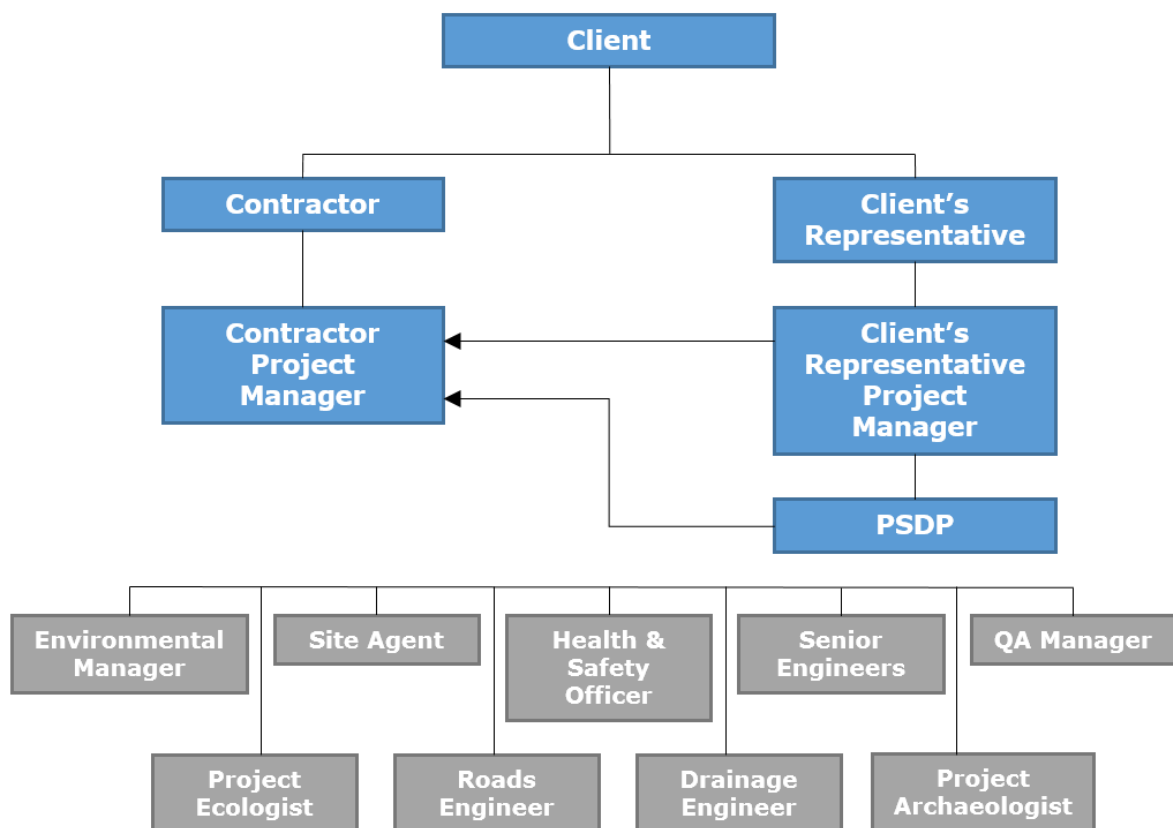 Client
Contractor
Client’s
Representative
Contractor
Project
Manager
Client’s
Representative
Project
Manager
PSDP
Environmental
Manager
Site Agent
Health &
Safety
Officer
Senior
Engineers
QA Manager
Project
Ecologist
Roads
Engineer
Drainage
Engineer
Project
Archaeologist